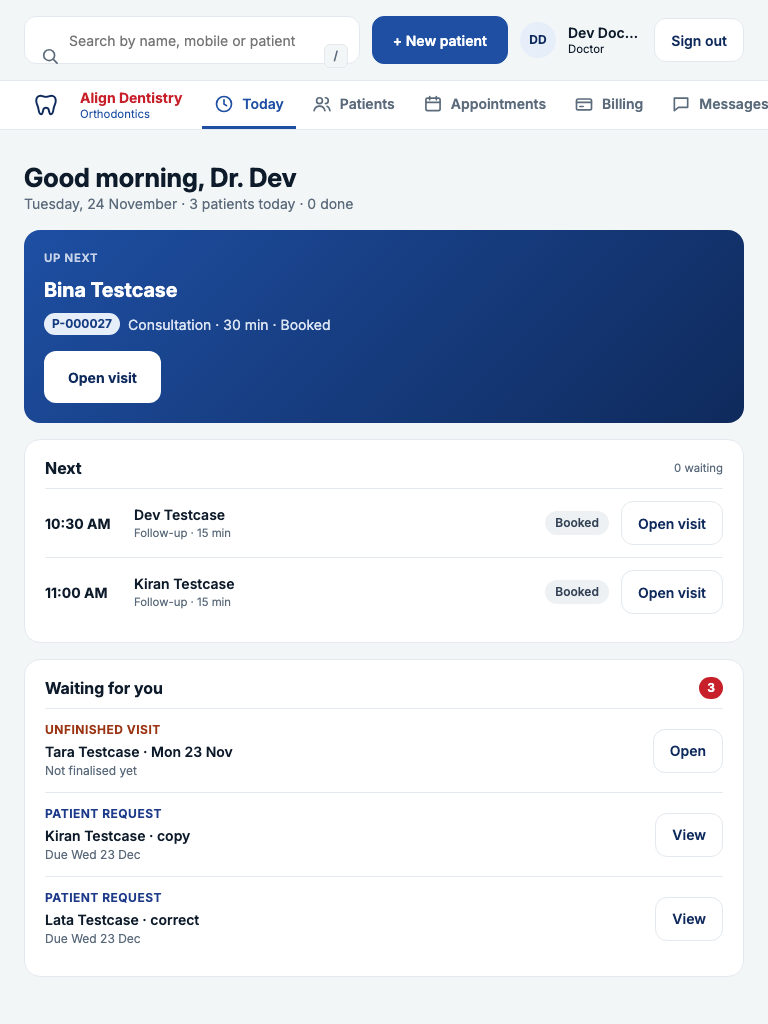 Search by name, mobile or patient
/
+ New patient
DD
Dev Doc...
Doctor
Sign out
Align Dentistry
Orthodontics
Today
Patients
Appointments
Billing
Messages
Good morning, Dr. Dev
Tuesday, 24 November · 3 patients today · 0 done
UP NEXT
Bina Testcase
P-000027
Consultation · 30 min · Booked
Open visit
Next
0 waiting
10:30 AM
Dev Testcase
Follow-up · 15 min
Booked
Open visit
11:00 AM
Kiran Testcase
Follow-up · 15 min
Booked
Open visit
Waiting for you
3
UNFINISHED VISIT
Tara Testcase · Mon 23 Nov
Not finalised yet
Open
PATIENT REQUEST
Kiran Testcase · copy
Due Wed 23 Dec
View
PATIENT REQUEST
Lata Testcase · correct
Due Wed 23 Dec
View